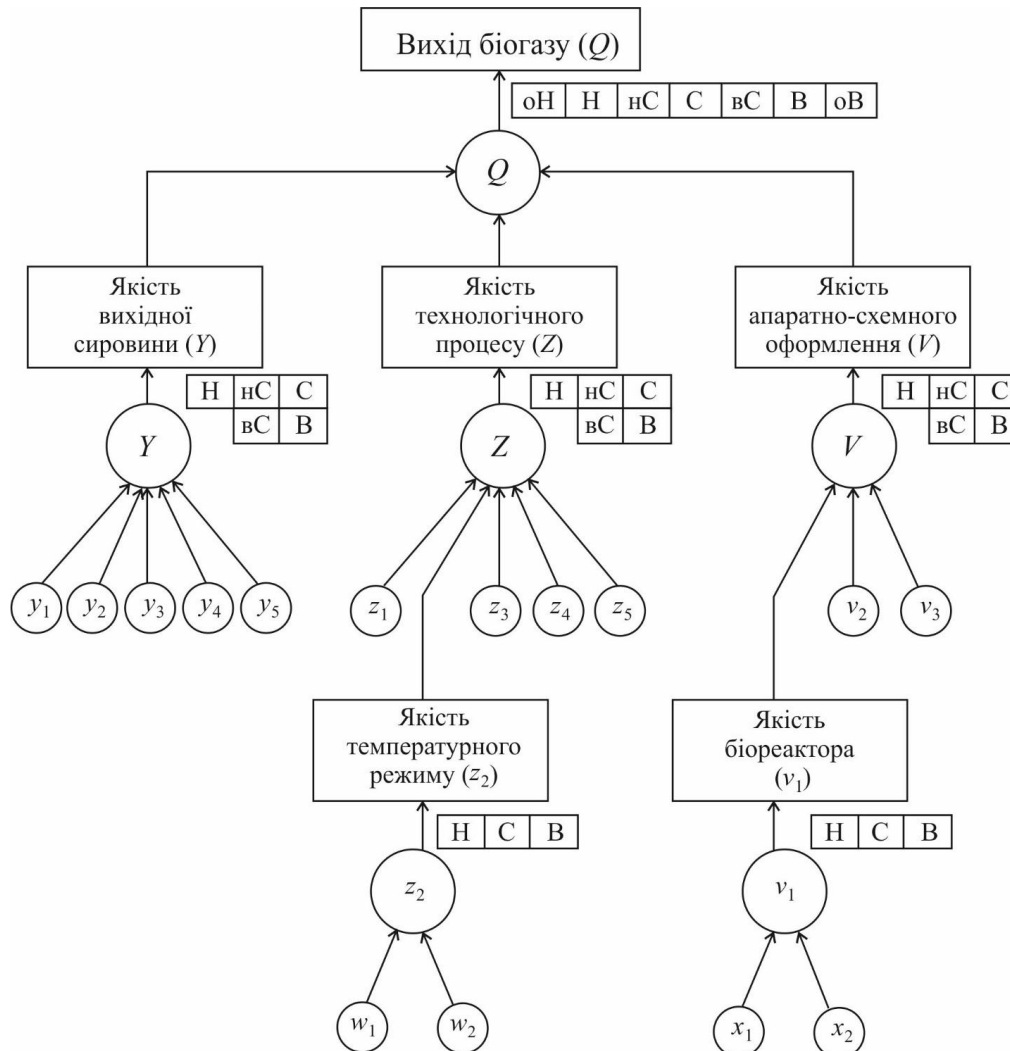 Вихід біогазу (Q)
оН Н нС С вС В оВ
Q
Якість
вихідної
сировини (Y)
Якість
технологічного
процесу (Z)
Якість
апаратно-схемного
оформлення (V)
Н нС С
вС В
Н нС С
вС В
Н нС С
вС В
Y
Z
V
y₁ y₂ y₃ y₄ y₅
z₁ z₃ z₄ z₅
v₂ v₃
Якість
температурного
режиму (z₂)
Якість
біореактора
(v₁)
Н С В
Н С В
z₂
v₁
w₁ w₂
x₁ x₂